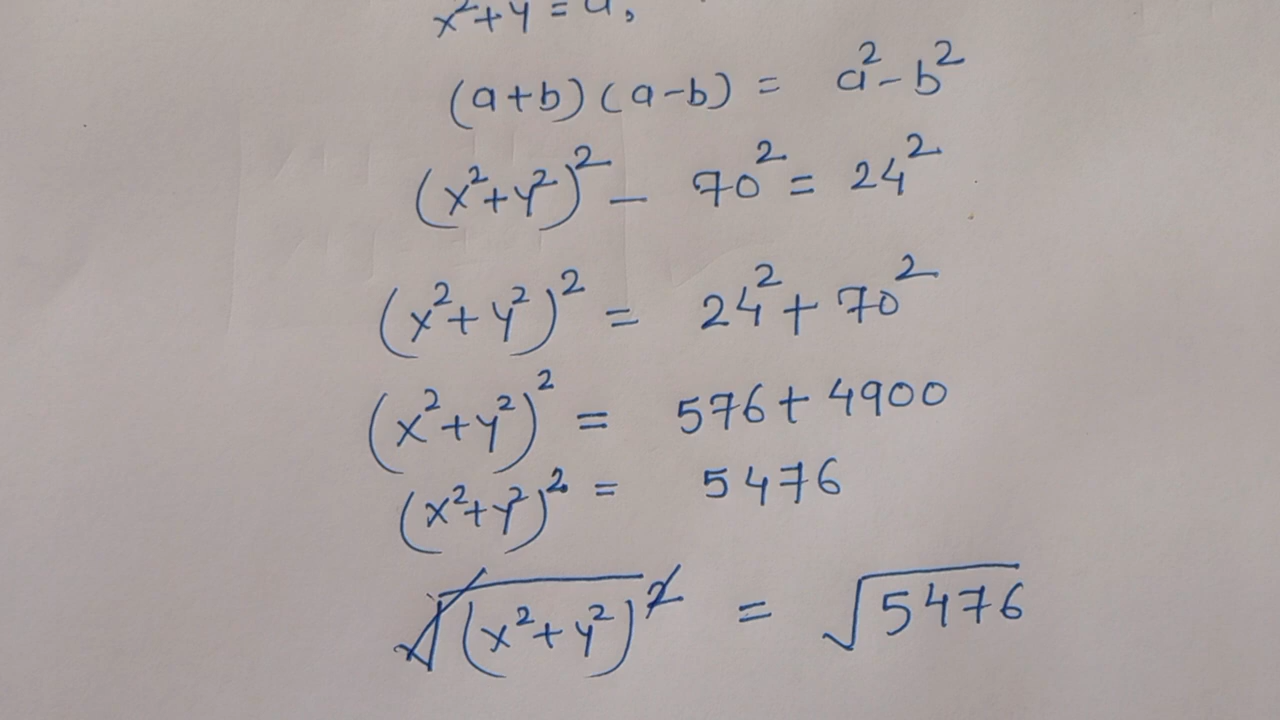 x²+y = a,
(a+b)(a-b) = a²-b²
(x²+y²)² - 70² = 24²
(x²+y²)² = 24² + 70²
(x²+y²)² = 576 + 4900
(x²+y²)² = 5476
√(x²+y²)² = √5476